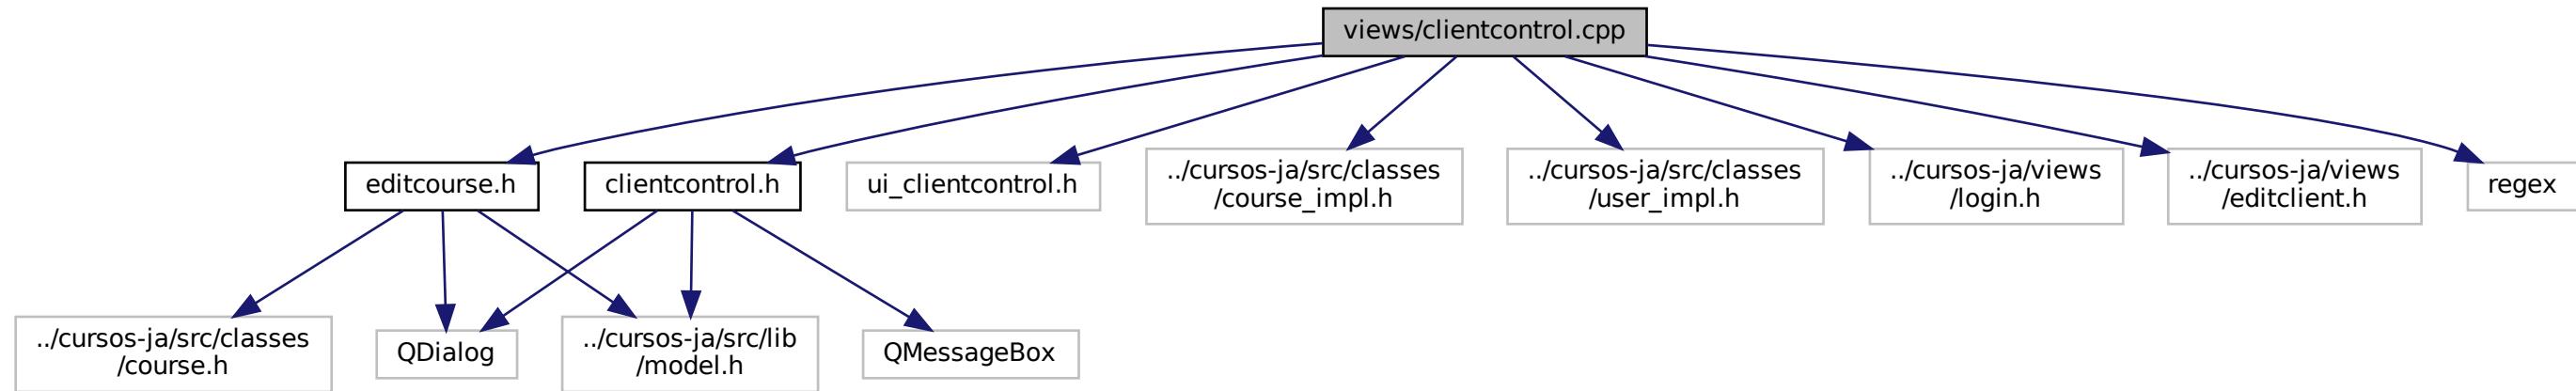 views/clientcontrol.cpp
editcourse.h
clientcontrol.h
ui_clientcontrol.h
../cursos-ja/src/classes
/course_impl.h
../cursos-ja/src/classes
/user_impl.h
../cursos-ja/views
/login.h
../cursos-ja/views
/editclient.h
regex
../cursos-ja/src/classes
/course.h
QDialog
../cursos-ja/src/lib
/model.h
QMessageBox